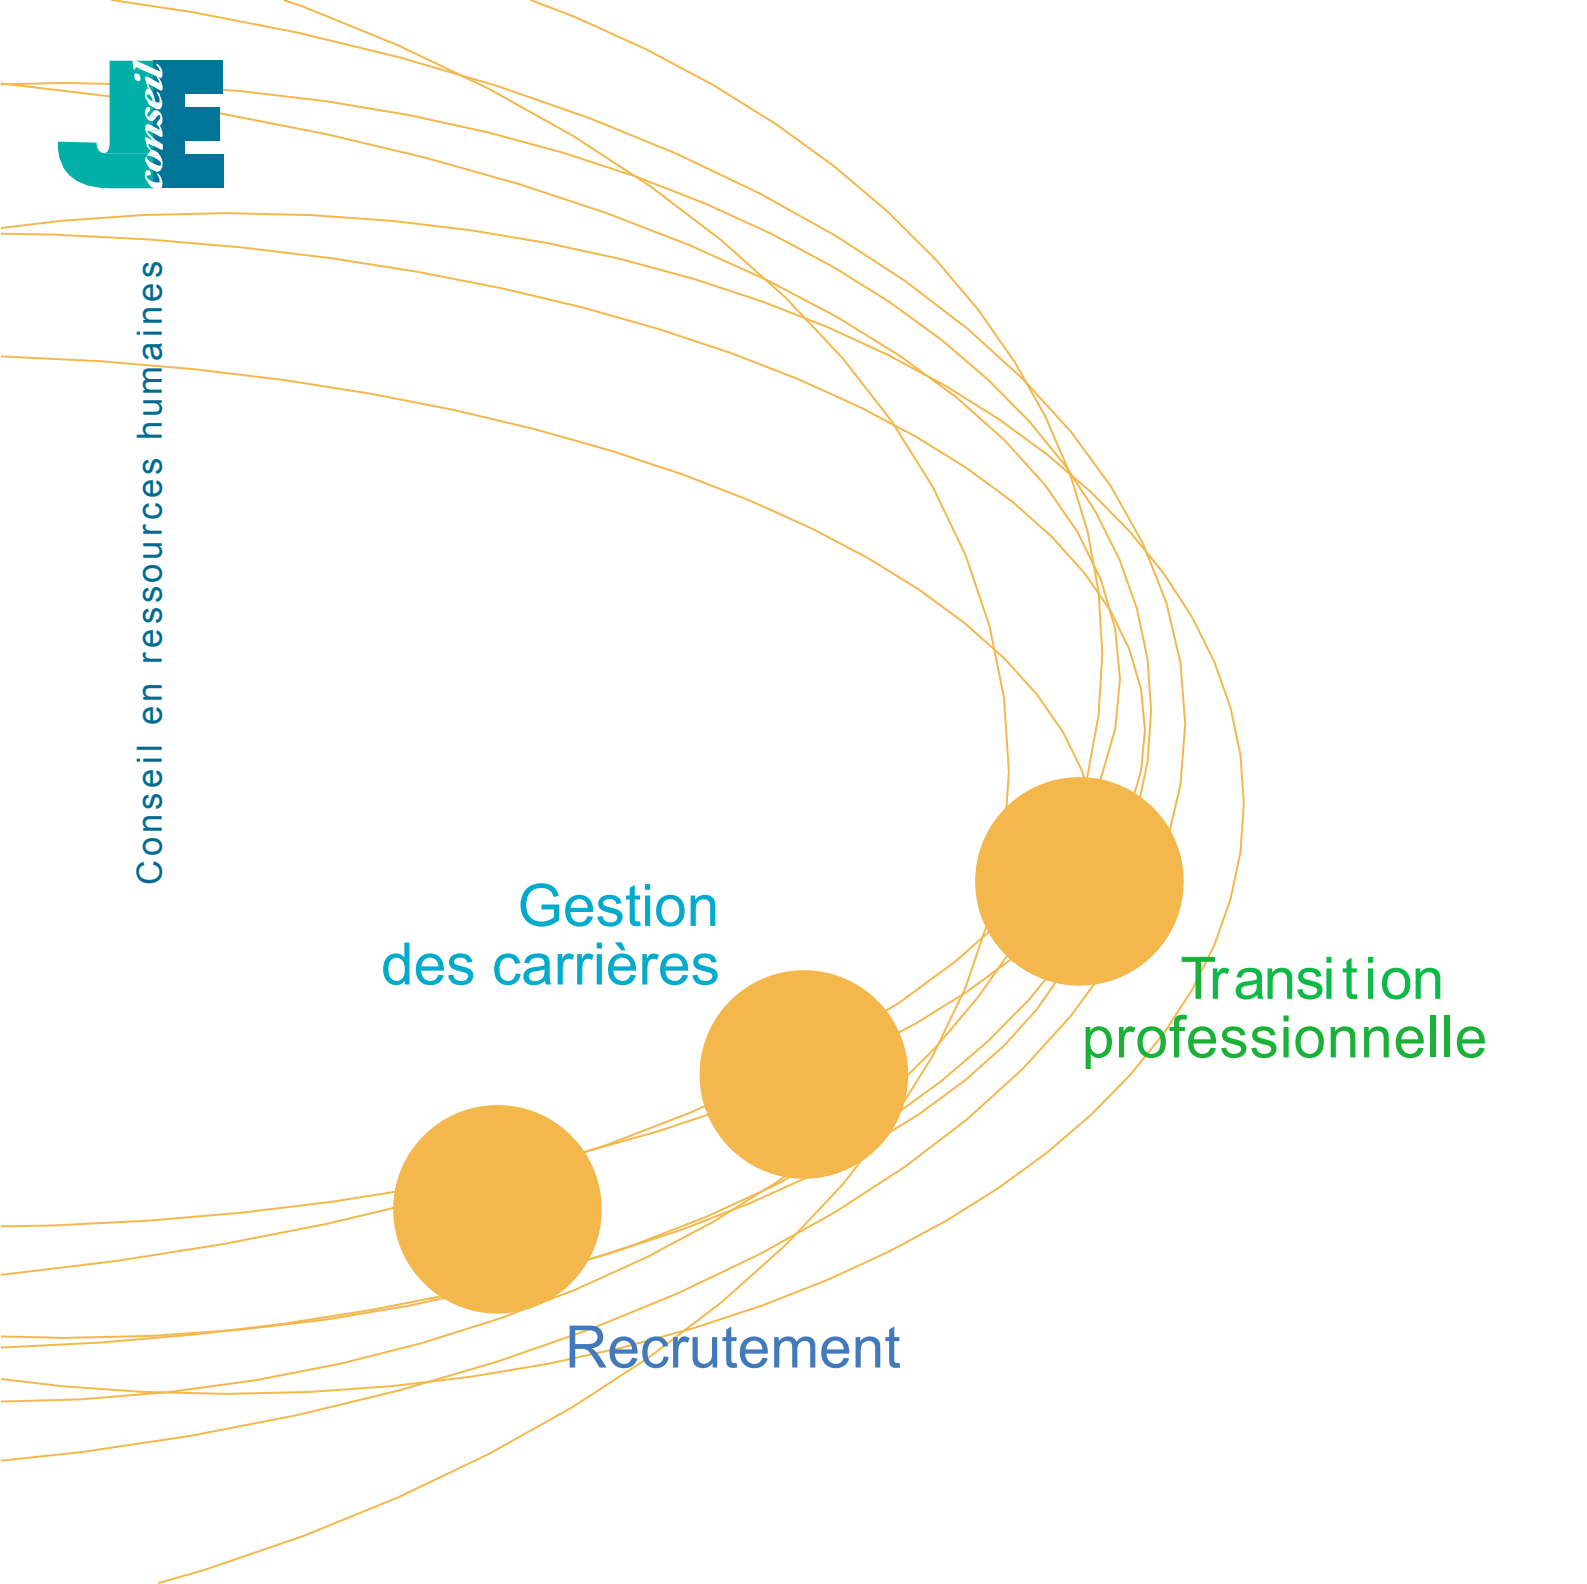 JE
conseil
Conseil en ressources humaines
Gestion
des carrières
Transition
professionnelle
Recrutement